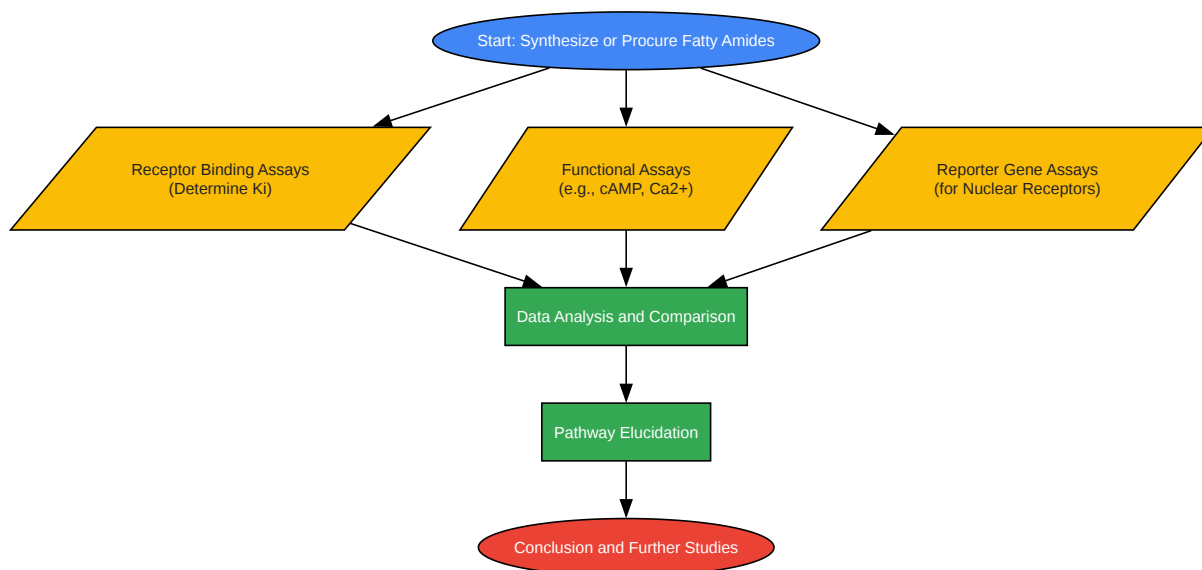 Start: Synthesize or Procure Fatty Amides
Receptor Binding Assays
(Determine Ki)
Functional Assays
(e.g., cAMP, Ca2+)
Reporter Gene Assays
(for Nuclear Receptors)
Data Analysis and Comparison
Pathway Elucidation
Conclusion and Further Studies